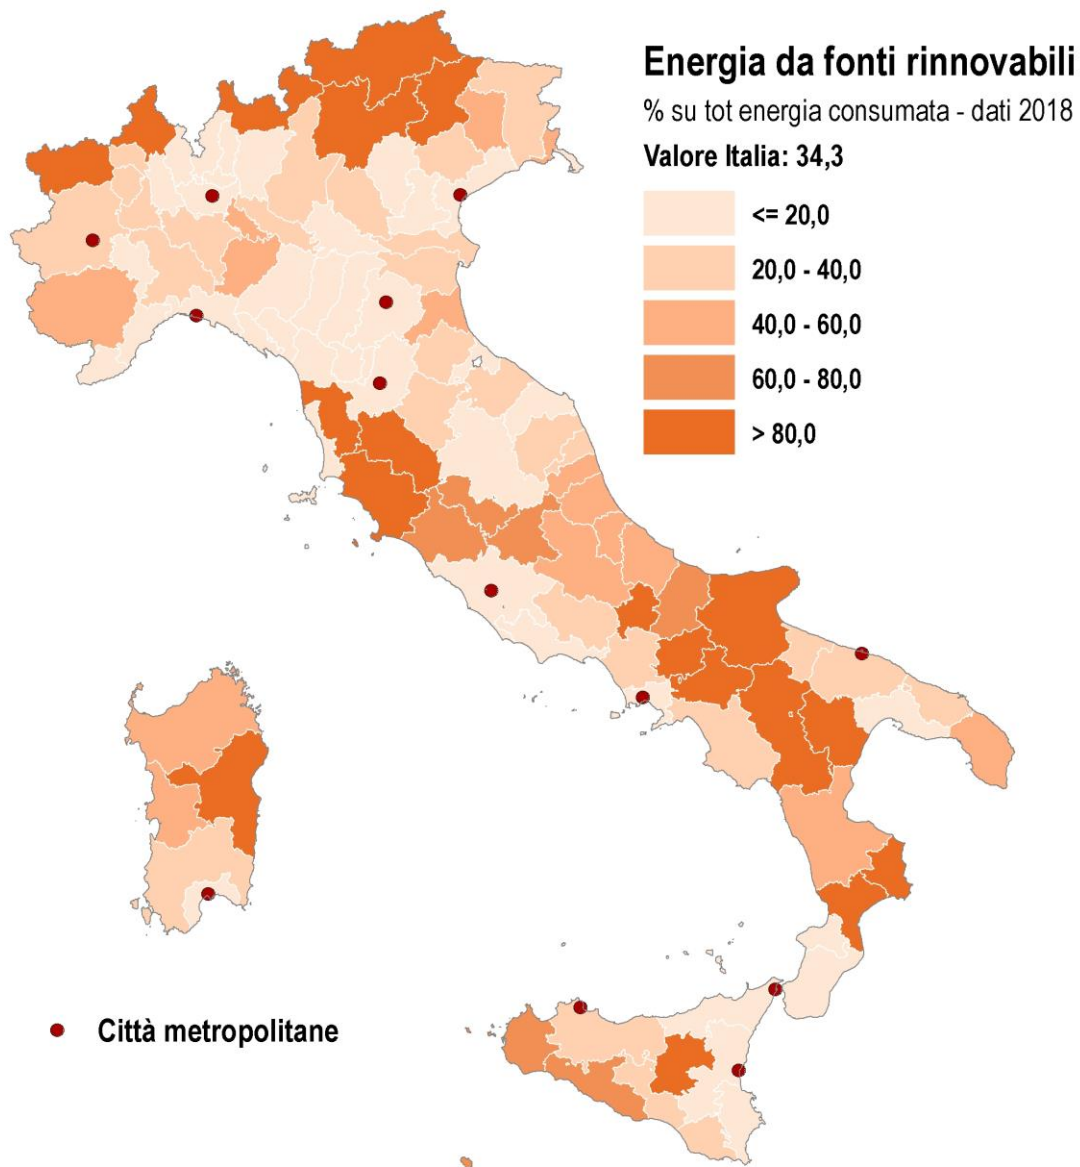 Energia da fonti rinnovabili
% su tot energia consumata - dati 2018
Valore Italia: 34,3
<= 20,0
20,0 - 40,0
40,0 - 60,0
60,0 - 80,0
> 80,0
Città metropolitane